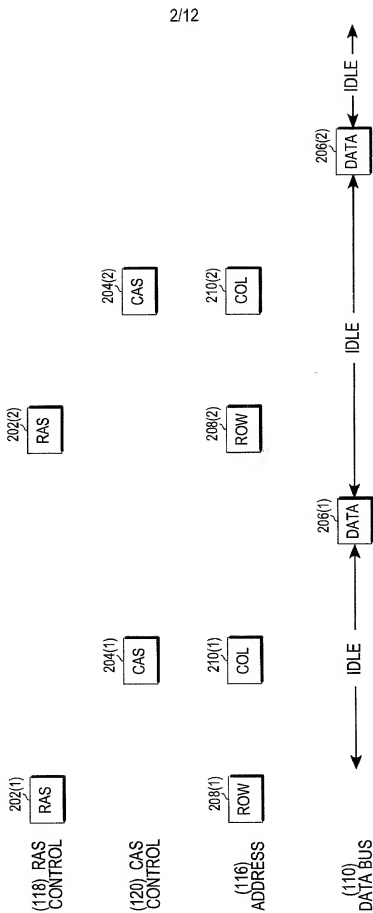 2/12
(118) RAS
CONTROL
202(1)
RAS
202(2)
RAS
(120) CAS
CONTROL
204(1)
CAS
204(2)
CAS
(116)
ADDRESS
208(1)
ROW
210(1)
COL
208(2)
ROW
210(2)
COL
(110)
DATA BUS
IDLE
206(1)
DATA
IDLE
206(2)
DATA
IDLE